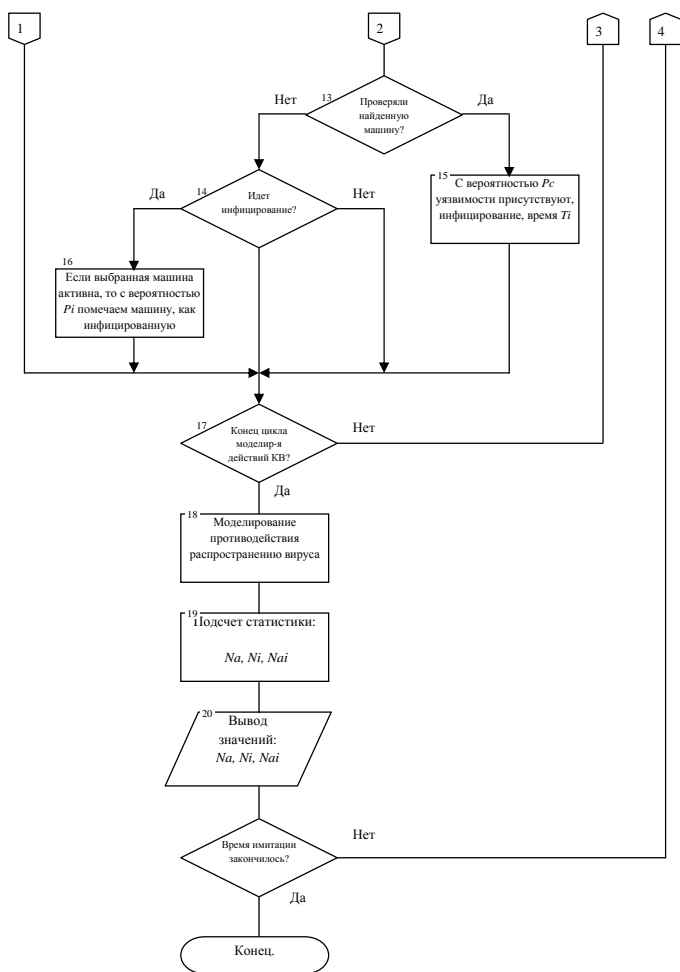 1
2
3
4
13
Проверяли
найденную
машину?
Нет
Да
14
Идет
инфицирование?
Да
Нет
15
С вероятностью Pc
уязвимости присутствуют,
инфицирование, время Ti
16
Если выбранная машина
активна, то с вероятностью
Pi помечаем машину, как
инфицированную
17
Конец цикла
моделир-я
действий КВ?
Нет
Да
18
Моделирование
противодействия
распространению вируса
19
Подсчет статистики:
Na, Ni, Nai
20
Вывод
значений:
Na, Ni, Nai
Время имитации
закончилось?
Нет
Да
Конец.